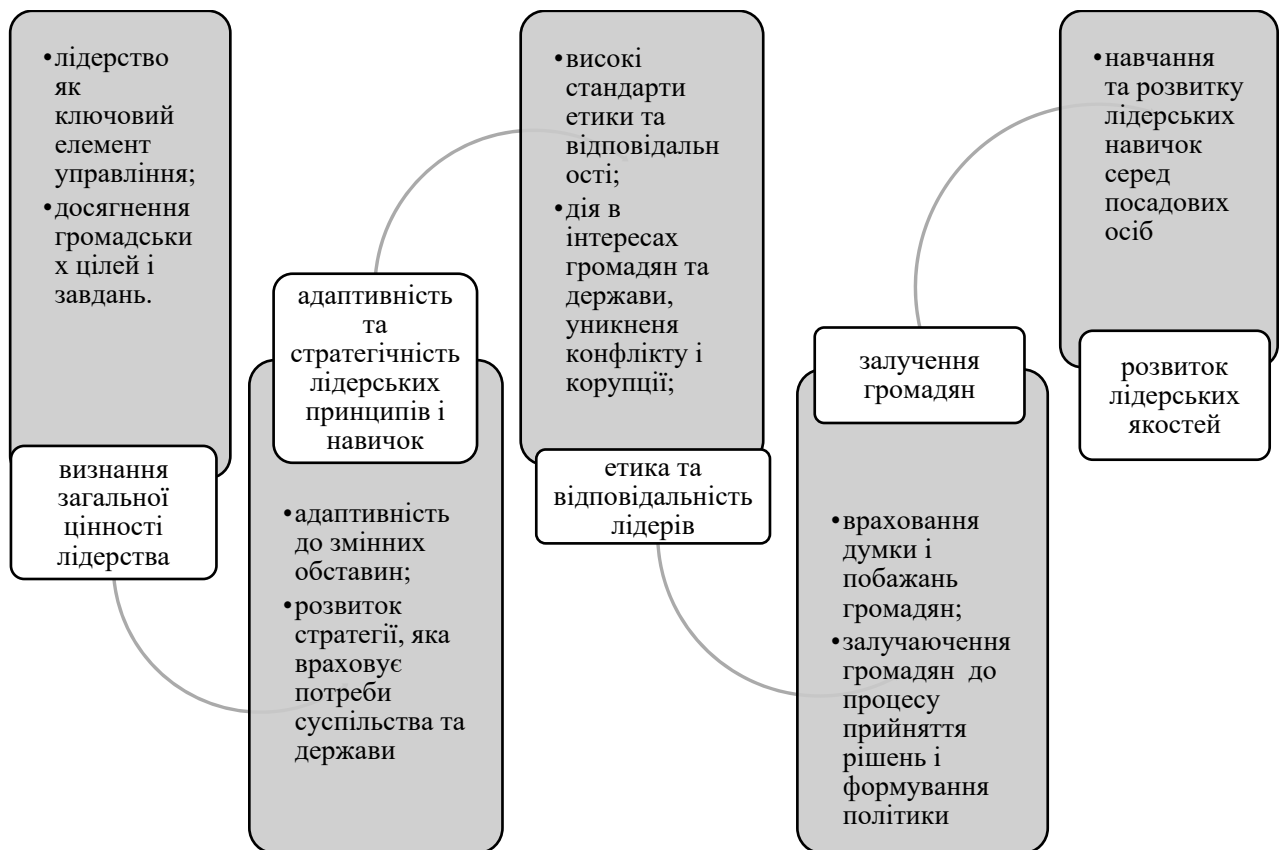 •лідерство
як
ключовий
елемент
управління;
•досягнення
громадськи
х цілей і
завдань.
визнання
загальної
цінності
лідерства
адаптивність
та
стратегічність
лідерських
принципів і
навичок
•адаптивність
до змінних
обставин;
•розвиток
стратегії, яка
враховує
потреби
суспільства та
держави
•високі
стандарти
етики та
відповідальн
ості;
•дія в
інтересах
громадян та
держави,
уникненя
конфлікту і
корупції;
етика та
відповідальність
лідерів
залучення
громадян
•враховання
думки і
побажань
громадян;
•залучаючення
громадян до
процесу
прийняття
рішень і
формування
політики
•навчання
та розвитку
лідерських
навичок
серед
посадових
осіб
розвиток
лідерських
якостей